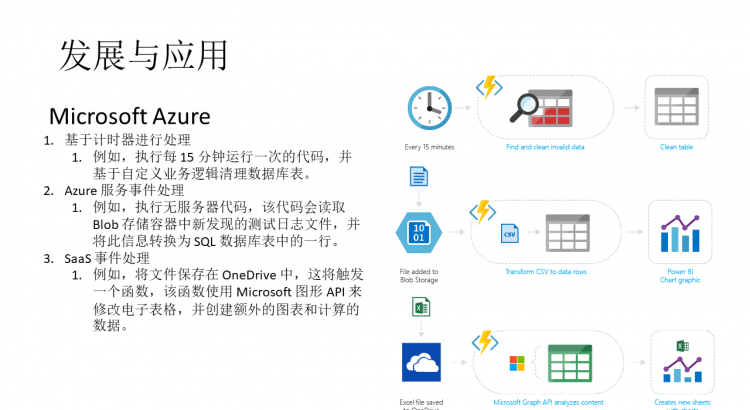 发展与应用
Microsoft Azure
1. 基于计时器进行处理
1. 例如，执行每 15 分钟运行一次的代码，并
基于自定义业务逻辑清理数据库表。
2. Azure 服务事件处理
1. 例如，执行无服务器代码，该代码会读取
Blob 存储容器中新发现的测试日志文件，并
将此信息转换为 SQL 数据库表中的一行。
3. SaaS 事件处理
1. 例如，将文件保存在 OneDrive 中，这将触发
一个函数，该函数使用 Microsoft 图形 API 来
修改电子表格，并创建额外的图表和计算的
数据。
Every 15 minutes
Find and clean invalid data
Clean table
10
01
CSV
File added to
Blob Storage
Transform CSV to data rows
Power BI
Chart graphic
Excel file saved
to OneDrive
Microsoft Graph API analyzes content
Creates new sheets
with charts